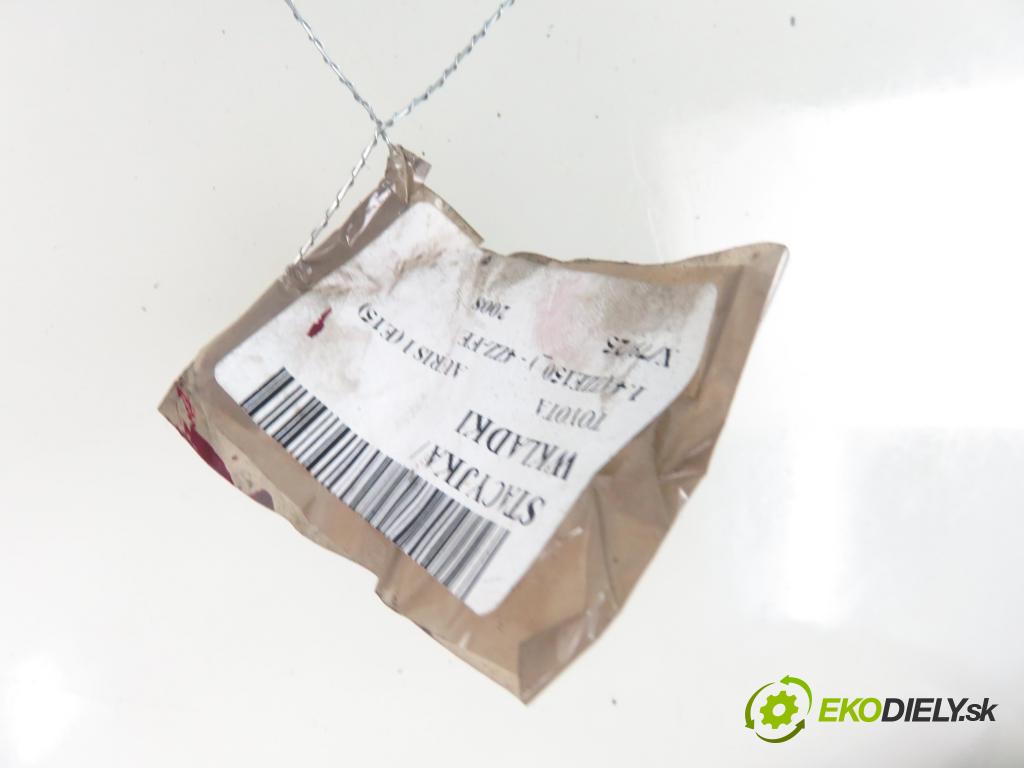 STACYJKA/
WKŁADKI
TOYOTA AURIS I (E15)
1.4 (ZZE150_) - 4ZZ-FE
2008
EKODIELY.sk